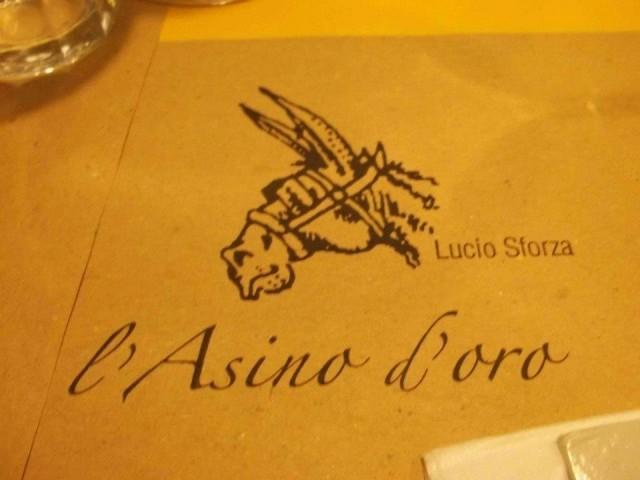 Lucio Sforza
l'Asino d'oro